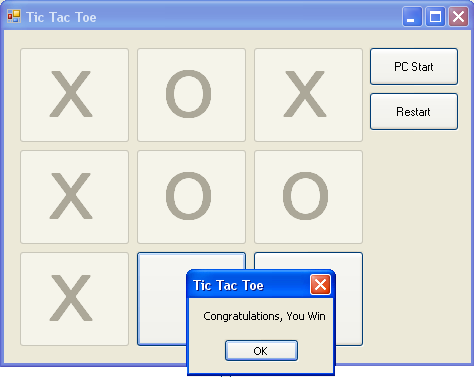 Tic Tac Toe
X O X
PC Start
Restart
X O O
X
Tic Tac Toe
Congratulations, You Win
OK